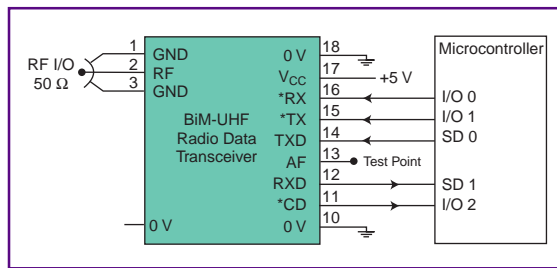 RF I/O
50 Ω
1
2
3
GND
RF
GND
BiM-UHF
Radio Data
Transceiver
0 V
0 V 18
VCC 17 +5 V
*RX 16
*TX 15
TXD 14
AF 13 Test Point
RXD 12
*CD 11
0 V 10
Microcontroller
I/O 0
I/O 1
SD 0
SD 1
I/O 2